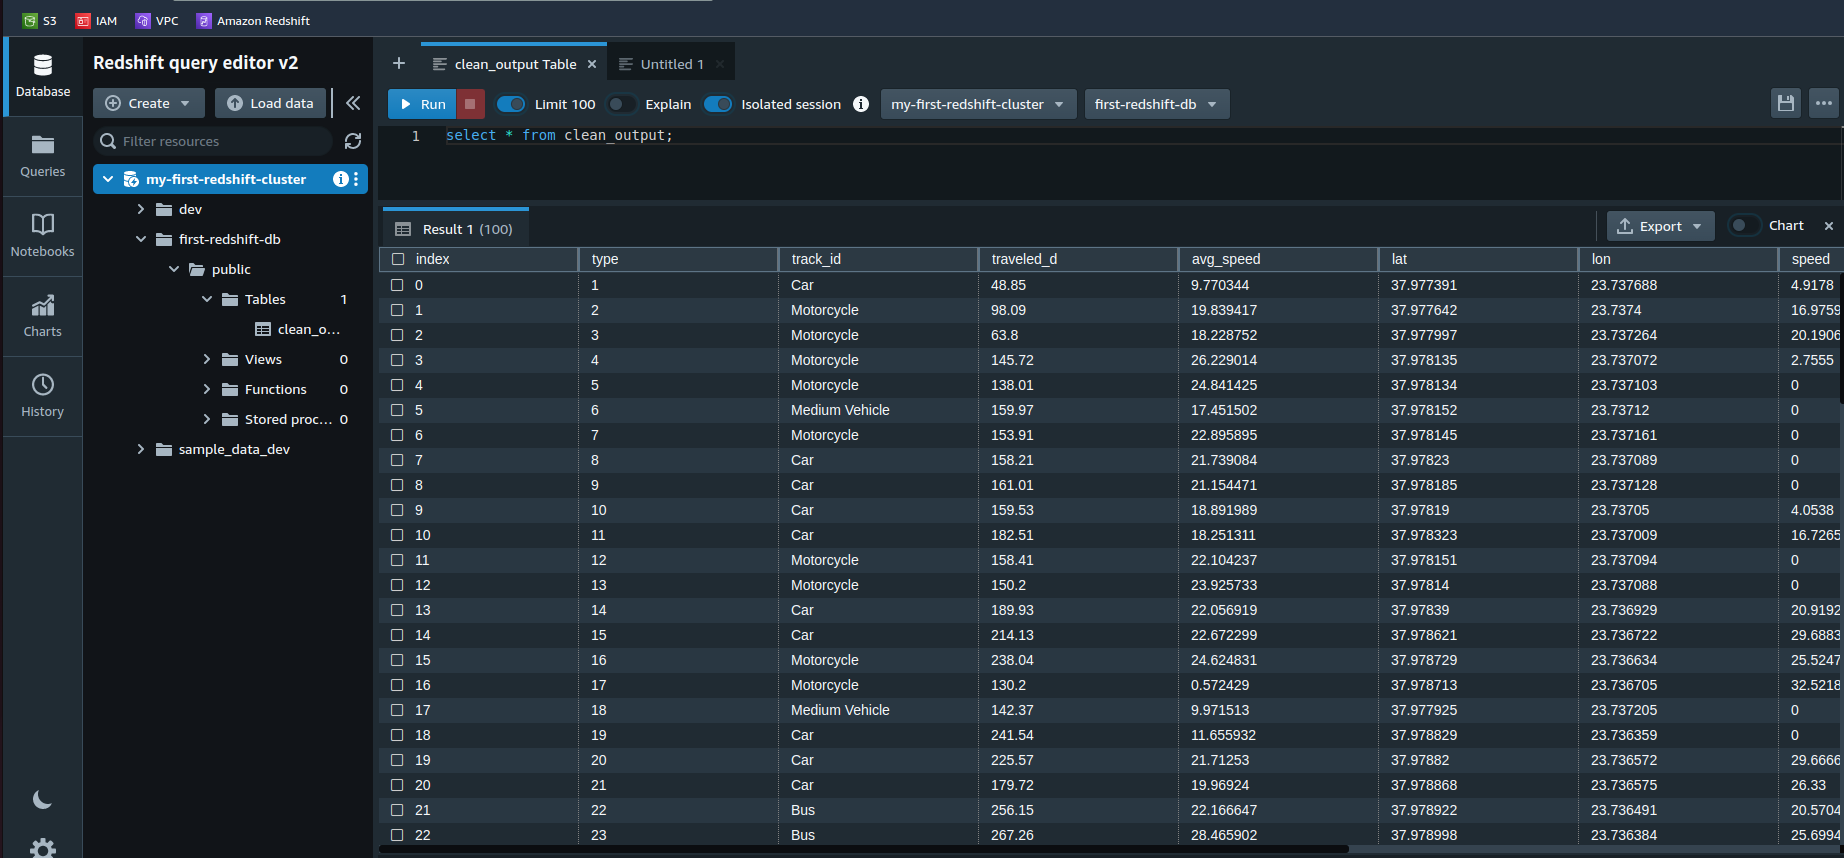 S3 IAM VPC Amazon Redshift
Database
Queries
Notebooks
Charts
History
Redshift query editor v2
Create Load data
Filter resources
my-first-redshift-cluster
dev
first-redshift-db
public
Tables 1
clean_o...
Views 0
Functions 0
Stored proc... 0
sample_data_dev
clean_output Table Untitled 1
Run Limit 100 Explain Isolated session my-first-redshift-cluster first-redshift-db
1 select * from clean_output;
Result 1 (100) Export Chart
index type track_id traveled_d avg_speed lat lon speed
0 1 Car 48.85 9.770344 37.977391 23.737688 4.9178
1 2 Motorcycle 98.09 19.839417 37.977642 23.7374 16.9759
2 3 Motorcycle 63.8 18.228752 37.977997 23.737264 20.1906
3 4 Motorcycle 145.72 26.229014 37.978135 23.737072 2.7555
4 5 Motorcycle 138.01 24.841425 37.978134 23.737103 0
5 6 Medium Vehicle 159.97 17.451502 37.978152 23.73712 0
6 7 Motorcycle 153.91 22.895895 37.978145 23.737161 0
7 8 Car 158.21 21.739084 37.97823 23.737089 0
8 9 Car 161.01 21.154471 37.978185 23.737128 0
9 10 Car 159.53 18.891989 37.97819 23.73705 4.0538
10 11 Car 182.51 18.251311 37.978323 23.737009 16.7265
11 12 Motorcycle 158.41 22.104237 37.978151 23.737094 0
12 13 Motorcycle 150.2 23.925733 37.97814 23.737088 0
13 14 Car 189.93 22.056919 37.97839 23.736929 20.9192
14 15 Car 214.13 22.672299 37.978621 23.736722 29.6883
15 16 Motorcycle 238.04 24.624831 37.978729 23.736634 25.5247
16 17 Motorcycle 130.2 0.572429 37.978713 23.736705 32.5218
17 18 Medium Vehicle 142.37 9.971513 37.977925 23.737205 0
18 19 Car 241.54 11.655932 37.978829 23.736359 0
19 20 Car 225.57 21.71253 37.97882 23.736572 29.6666
20 21 Car 179.72 19.96924 37.978868 23.736575 26.33
21 22 Bus 256.15 22.166647 37.978922 23.736491 20.5704
22 23 Bus 267.26 28.465902 37.978998 23.736384 25.6994